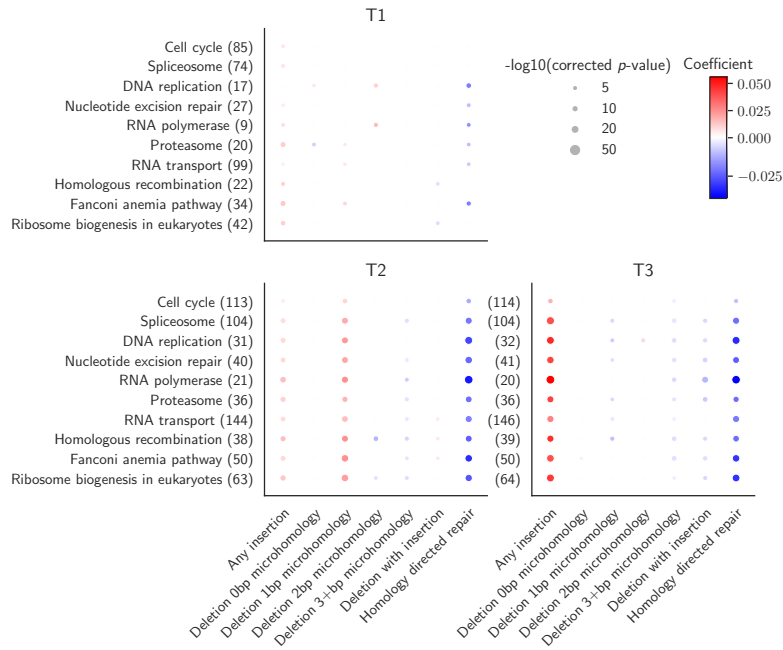 T1
Cell cycle (85)
Spliceosome (74)
DNA replication (17)
Nucleotide excision repair (27)
RNA polymerase (9)
Proteasome (20)
RNA transport (99)
Homologous recombination (22)
Fanconi anemia pathway (34)
Ribosome biogenesis in eukaryotes (42)
-log10(corrected p-value)
5
10
20
50
Coefficient
0.050
0.025
0.000
−0.025
T2
Cell cycle (113)
Spliceosome (104)
DNA replication (31)
Nucleotide excision repair (40)
RNA polymerase (21)
Proteasome (36)
RNA transport (144)
Homologous recombination (38)
Fanconi anemia pathway (50)
Ribosome biogenesis in eukaryotes (63)
Any insertion
Deletion 0bp microhomology
Deletion 1bp microhomology
Deletion 2bp microhomology
Deletion 3+bp microhomology
Deletion with insertion
Homology directed repair
T3
(114)
(104)
(32)
(41)
(20)
(36)
(146)
(39)
(50)
(64)
Any insertion
Deletion 0bp microhomology
Deletion 1bp microhomology
Deletion 2bp microhomology
Deletion 3+bp microhomology
Deletion with insertion
Homology directed repair